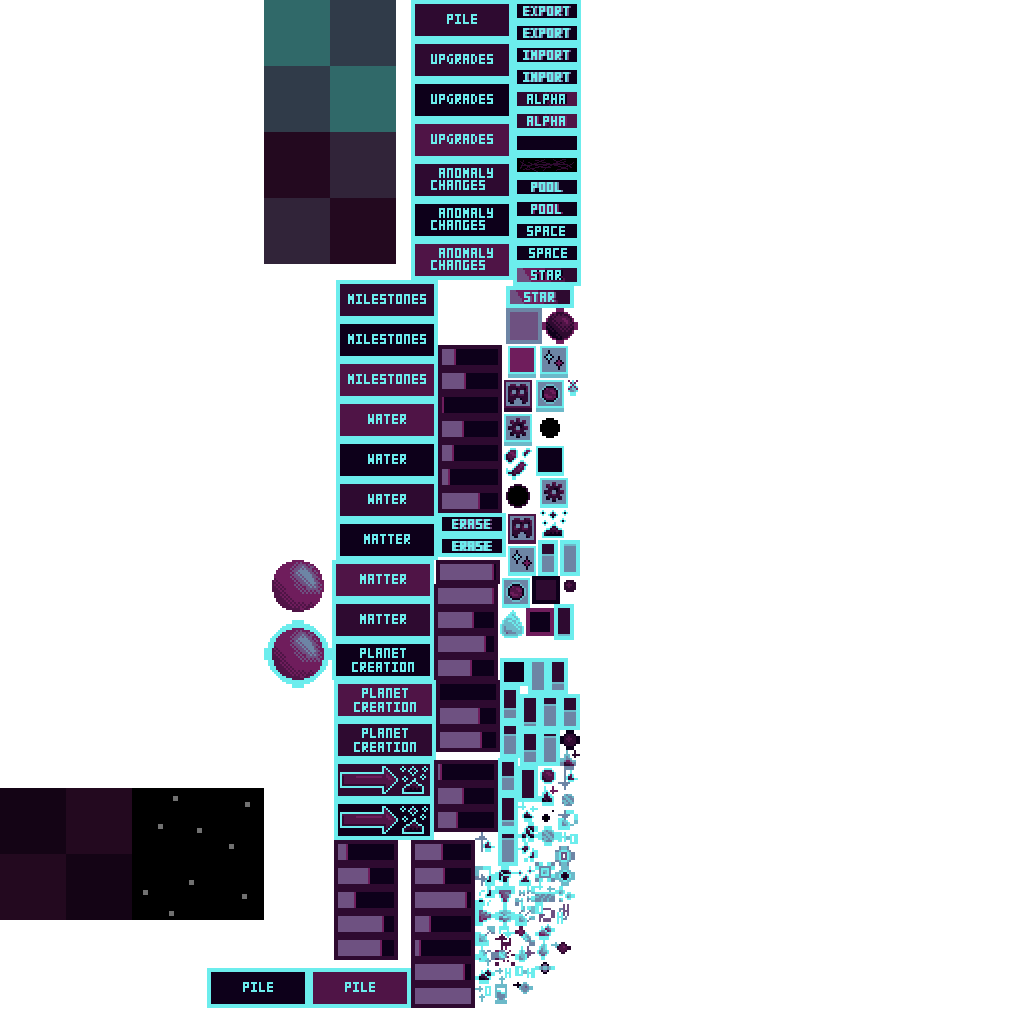 PILE
UPGRADES
UPGRADES
UPGRADES
ANOMALY
CHANGES
ANOMALY
CHANGES
ANOMALY
CHANGES
EXPORT
EXPORT
IMPORT
IMPORT
ALPHA
ALPHA
POOL
POOL
SPACE
SPACE
STAR
STAR
MILESTONES
MILESTONES
MILESTONES
WATER
WATER
WATER
MATTER
MATTER
MATTER
PLANET
CREATION
PLANET
CREATION
PLANET
CREATION
ERASE
ERASE
PILE
PILE